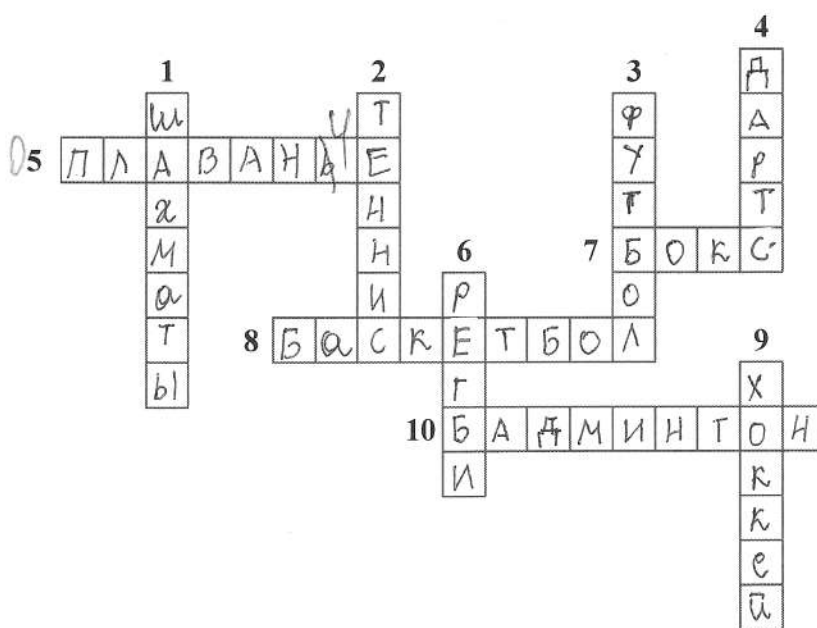 1 шАхматы
2 ТЕННИС
3 ФУТБОЛ
4 ДАРТС
5 ПЛАВАНИЕ
6 РЕГБИ
7 БОКС
8 БаСКЕТБОЛ
9 ХОккей
10 БАДМИНТОН